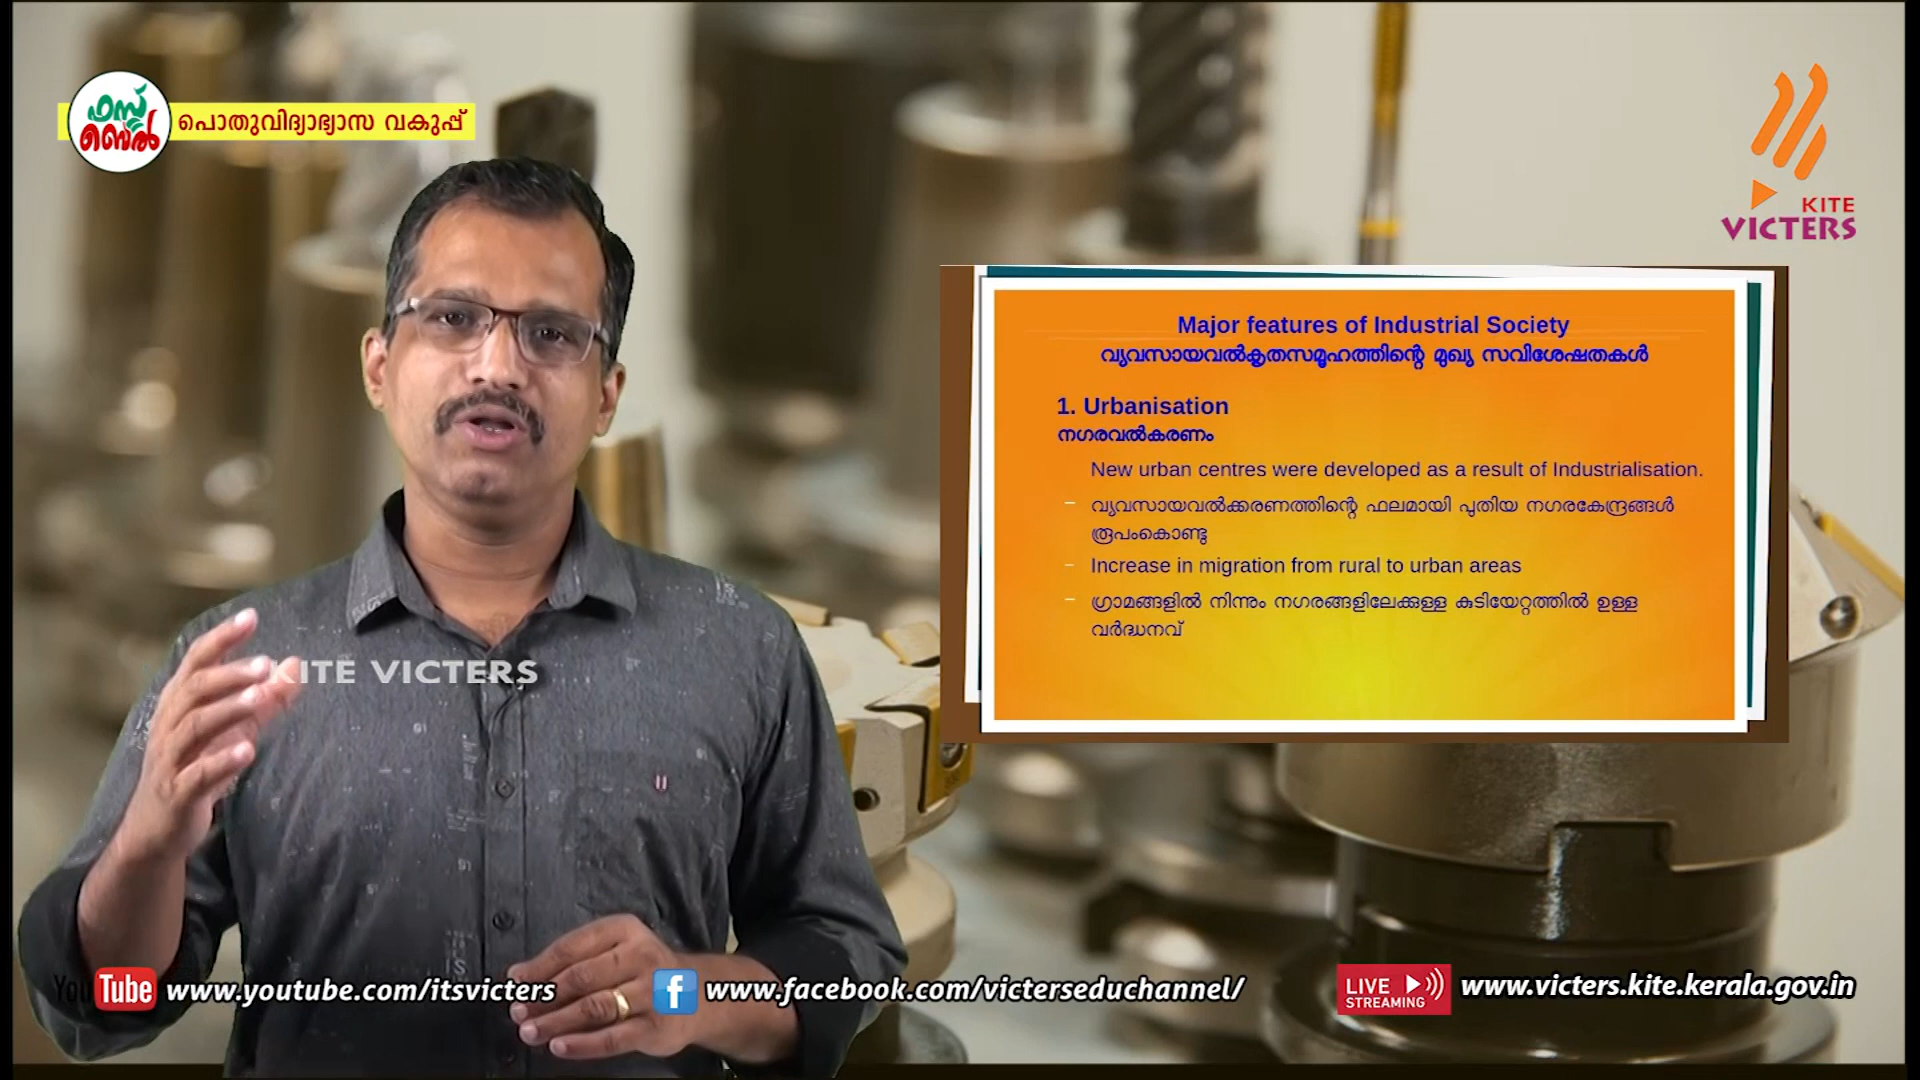 ഫസ്റ്റ്
ബെൽ
പൊതുവിദ്യാഭ്യാസ വകുപ്പ്
KITE
VICTERS
Major features of Industrial Society
വ്യവസായവൽകൃതസമൂഹത്തിന്റെ മുഖ്യ സവിശേഷതകൾ
1. Urbanisation
നഗരവൽകരണം
New urban centres were developed as a result of Industrialisation.
– വ്യവസായവൽക്കരണത്തിന്റെ ഫലമായി പുതിയ നഗരകേന്ദ്രങ്ങൾ
രൂപംകൊണ്ടു
– Increase in migration from rural to urban areas
– ഗ്രാമങ്ങളിൽ നിന്നും നഗരങ്ങളിലേക്കുള്ള കുടിയേറ്റത്തിൽ ഉള്ള
വർദ്ധനവ്
KITE VICTERS
YouTube www.youtube.com/itsvicters
f www.facebook.com/victerseduchannel/
LIVE
STREAMING
www.victers.kite.kerala.gov.in